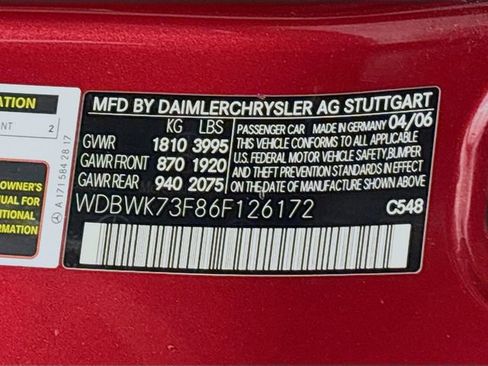 MFD BY DAIMLERCHRYSLER AG STUTTGART
KG LBS
GVWR 1810 3995
GAWR FRONT 870 1920
GAWR REAR 940 2075
PASSENGER CAR MADE IN GERMANY 04/06
THIS VEHICLE CONFORMS TO ALL APPLICABLE
U.S. FEDERAL MOTOR VEHICLE SAFETY, BUMPER
AND THEFT PREVENTION STANDARDS IN EFFECT
ON THE DATE OF MANUFACTURE SHOWN ABOVE
WDBWK73F86F126172
C548
ATION
NT 2
A 171 584 28 17
OWNER'S
MANUAL FOR
ITIONAL
RMATION